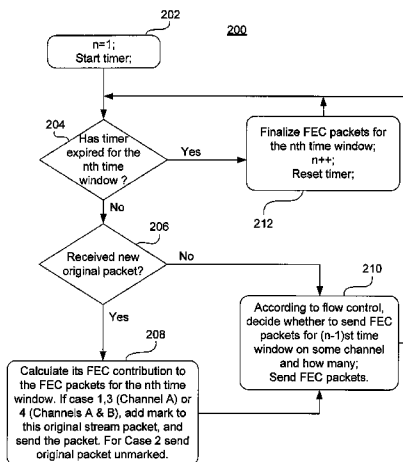 202
200
n=1;
Start timer;
204
Has timer
expired for the
nth time
window ?
Yes
Finalize FEC packets for
the nth time window;
n++;
Reset timer;
212
No
206
Received new
original packet?
No
210
Yes
According to flow control,
decide whether to send FEC
packets for (n-1)st time
window on some channel
and how many;
Send FEC packets.
208
Calculate its FEC contribution to
the FEC packets for the nth time
window. If case 1,3 (Channel A) or
4 (Channels A & B), add mark to
this original stream packet, and
send the packet. For Case 2 send
original packet unmarked.